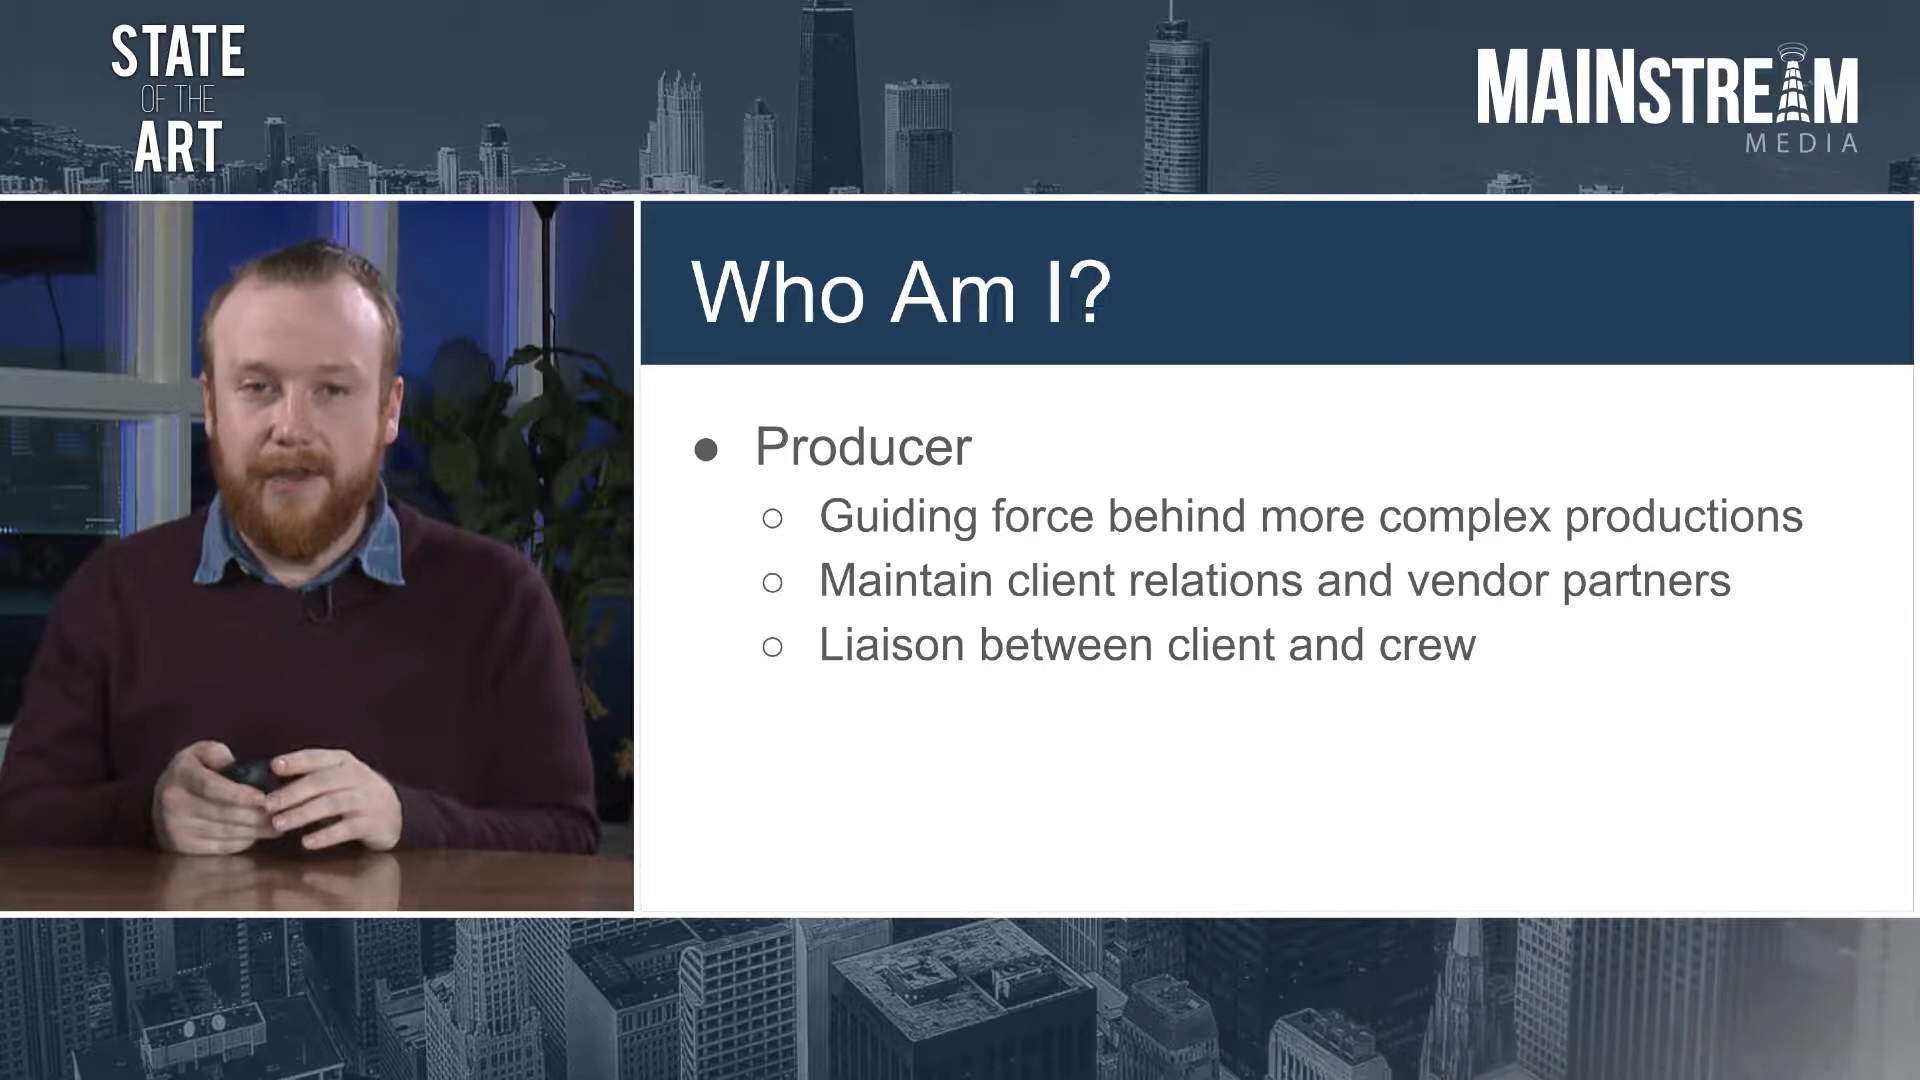 STATE
OF THE
ART
MAINSTREAM
MEDIA
Who Am I?
● Producer
○ Guiding force behind more complex productions
○ Maintain client relations and vendor partners
○ Liaison between client and crew